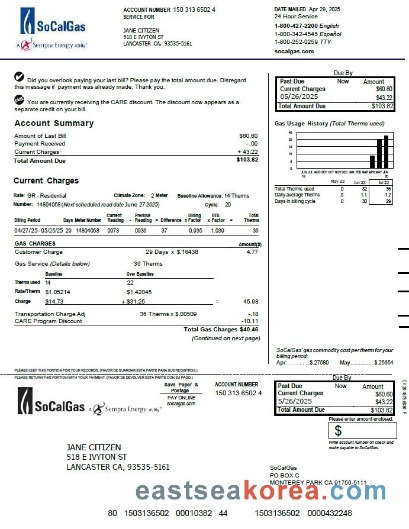 SoCalGas
A Sempra Energy utility
ACCOUNT NUMBER 150 313 6502 4
SERVICE FOR
JANE CITIZEN
518 E IVYTON ST
LANCASTER CA, 93535-5161
DATE MAILED Apr 29, 2025
24 Hour Service
1-800-427-2200 English
1-800-342-4545 Español
1-800-252-0259 TTY
socalgas.com
Did you overlook paying your last bill? Please pay the total amount due. Disregard
this message if payment was already made. Thank you.
You are currently receiving the CARE discount. The discount now appears as a
separate credit on your bill.
Due By
Past Due Now Amount
Current Charges $60.60
05/26/2025 $43.22
Total Amount Due $103.82
Account Summary
Amount of Last Bill $60.60
Payment Received - .00
Current Charges + 43.22
Total Amount Due $103.82
Gas Usage History (Total Therms used)
Total Therms used 0 32 36
Daily average Therms 0 1.1 1.2
Days in billing cycle 0 30 29
Current Charges
Rate: GR - Residential Climate Zone: 2 Meter Baseline Allowance: 14 Therms
Number: 14804058 (Next scheduled read date June 27 2025) Cycle: 20
Billing Period Days Meter Number Current Reading - Previous Reading = Difference x Billing Factor x BTU Factor = Total Therms
04/27/25 - 05/25/25 29 14804058 0073 0036 37 0.935 1.030 36
GAS CHARGES Amount($)
Customer Charge 29 Days x $.16438 4.77
Gas Service (Details below) 36 Therms
Baseline Over Baseline
Therms used 14 22
Rate/Therm $1.05214 $1.42045
Charge $14.73 + $31.25 = 45.98
Transportation Charge Adj 36 Therms x $.00509 -.18
CARE Program Discount -10.11
Total Gas Charges $40.46
(Continued on next page)
SoCalGas' gas commodity cost per therm for your
billing period:
Apr. $.27680 May $.25654
PLEASE KEEP THIS PORTION FOR YOUR RECORDS. (FAVOR DE GUARDAR ESTA PARTE PARA SUS REGISTROS.)
PLEASE RETURN THIS PORTION WITH YOUR PAYMENT. (FAVOR DE DEVOLVER ESTA PARTE CON SU PAGO.)
SoCalGas
A Sempra Energy utility
Save Paper &
Postage
PAY ONLINE
socalgas.com
ACCOUNT NUMBER
150 313 6502 4
Due By
Past Due Now Amount
Current Charges $60.60
5/26/2025 $43.22
Total Amount Due $103.82
Please enter amount enclosed.
$
Write account number on check and
make payable to SoCalGas.
JANE CITIZEN
518 E IVYTON ST
LANCASTER CA, 93535-5161
SoCalGas
PO BOX C
MONTEREY PARK CA 91756-5111
eastseakorea.com
80 1503136502 00010382 44 1503136502 0000432248